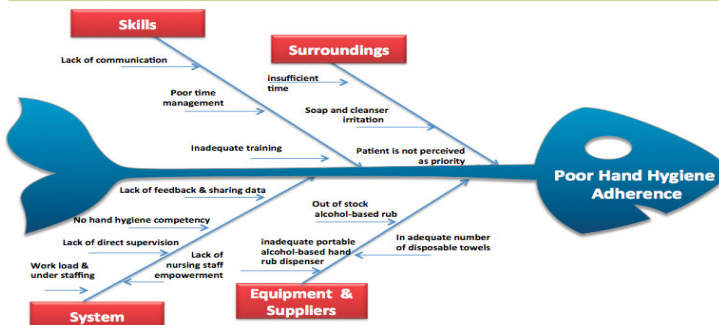 Skills
Surroundings
Lack of communication
insufficient
time
Poor time
management
Soap and cleanser
irritation
Inadequate training
Patient is not perceived
as priority
Poor Hand Hygiene
Adherence
Lack of feedback & sharing data
Out of stock
alcohol-based rub
No hand hygiene competency
Lack of direct supervision
inadequate portable
alcohol-based hand
rub dispenser
In adequate number
of disposable towels
Lack of
nursing staff
empowerment
Work load &
under staffing
System
Equipment &
Suppliers